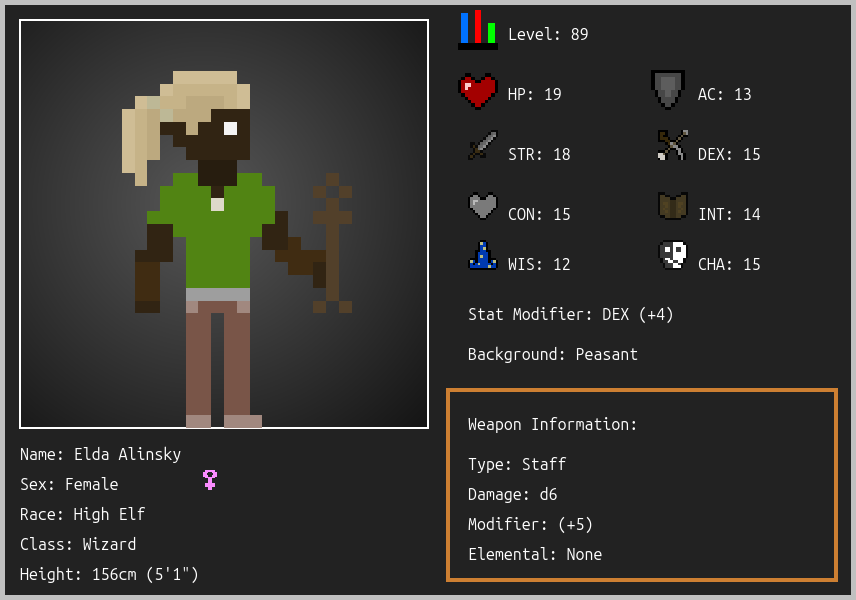 Level: 89
HP: 19
AC: 13
STR: 18
DEX: 15
CON: 15
INT: 14
WIS: 12
CHA: 15
Stat Modifier: DEX (+4)
Background: Peasant
Weapon Information:
Type: Staff
Damage: d6
Modifier: (+5)
Elemental: None
Name: Elda Alinsky
Sex: Female
Race: High Elf
Class: Wizard
Height: 156cm (5'1")